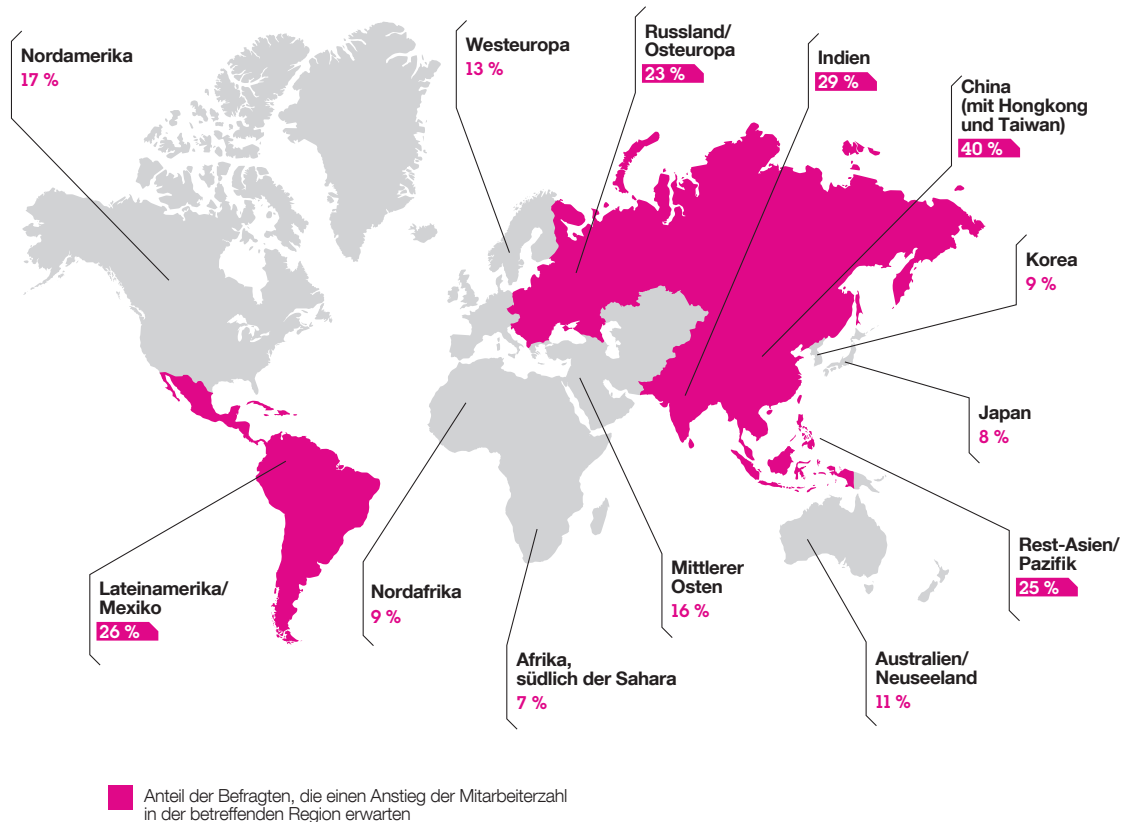 Nordamerika
17 %
Westeuropa
13 %
Russland/
Osteuropa
23 %
Indien
29 %
China
(mit Hongkong
und Taiwan)
40 %
Korea
9 %
Japan
8 %
Rest-Asien/
Pazifik
25 %
Lateinamerika/
Mexiko
26 %
Nordafrika
9 %
Afrika,
südlich der Sahara
7 %
Mittlerer
Osten
16 %
Australien/
Neuseeland
11 %
Anteil der Befragten, die einen Anstieg der Mitarbeiterzahl
in der betreffenden Region erwarten